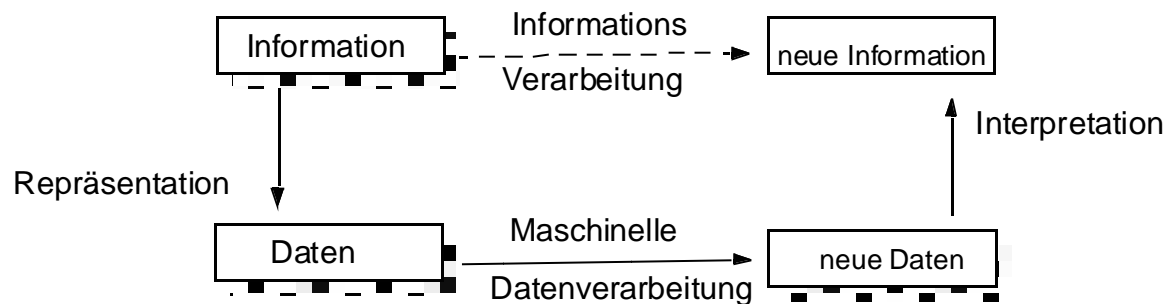 Information
Informations
Verarbeitung
neue Information
Repräsentation
Interpretation
Daten
Maschinelle
Datenverarbeitung
neue Daten